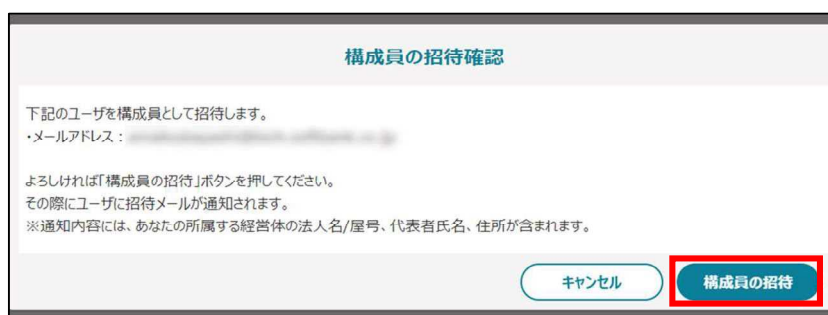 構成員の招待確認
下記のユーザを構成員として招待します。
・メールアドレス：
よろしければ「構成員の招待」ボタンを押してください。
その際にユーザに招待メールが通知されます。
※通知内容には、あなたの所属する経営体の法人名/屋号、代表者氏名、住所が含まれます。
キャンセル
構成員の招待